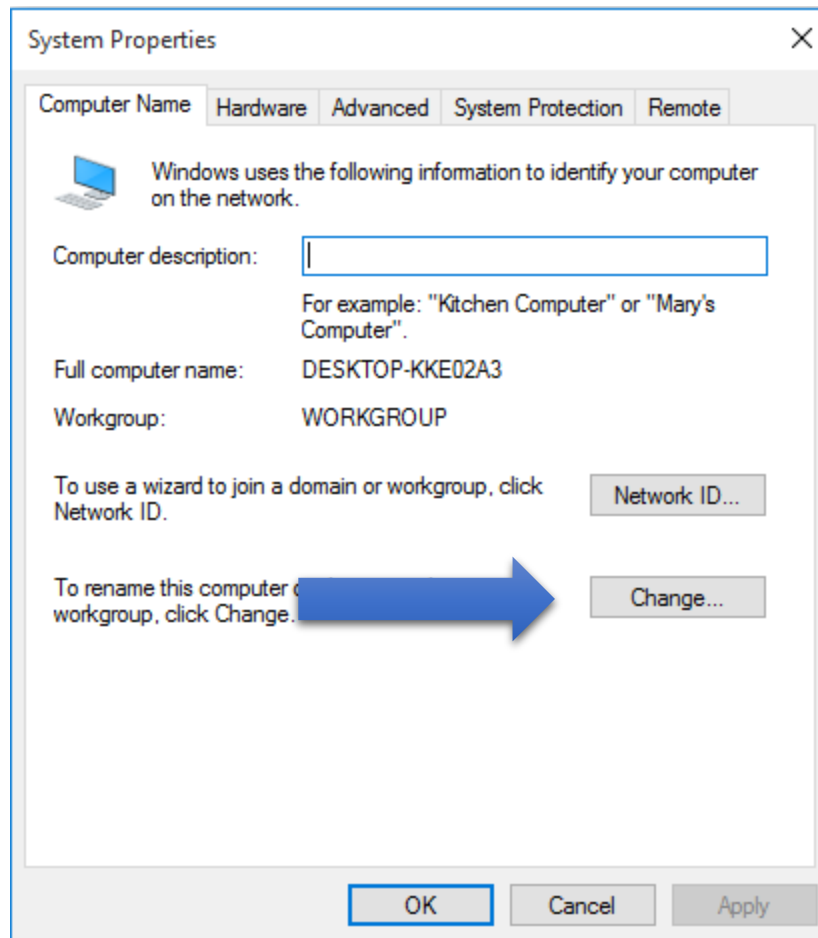 System Properties
Computer Name Hardware Advanced System Protection Remote
Windows uses the following information to identify your computer
on the network.
Computer description:
For example: "Kitchen Computer" or "Mary's
Computer".
Full computer name: DESKTOP-KKE02A3
Workgroup: WORKGROUP
To use a wizard to join a domain or workgroup, click
Network ID.
Network ID...
To rename this computer
workgroup, click Change.
Change...
OK Cancel Apply